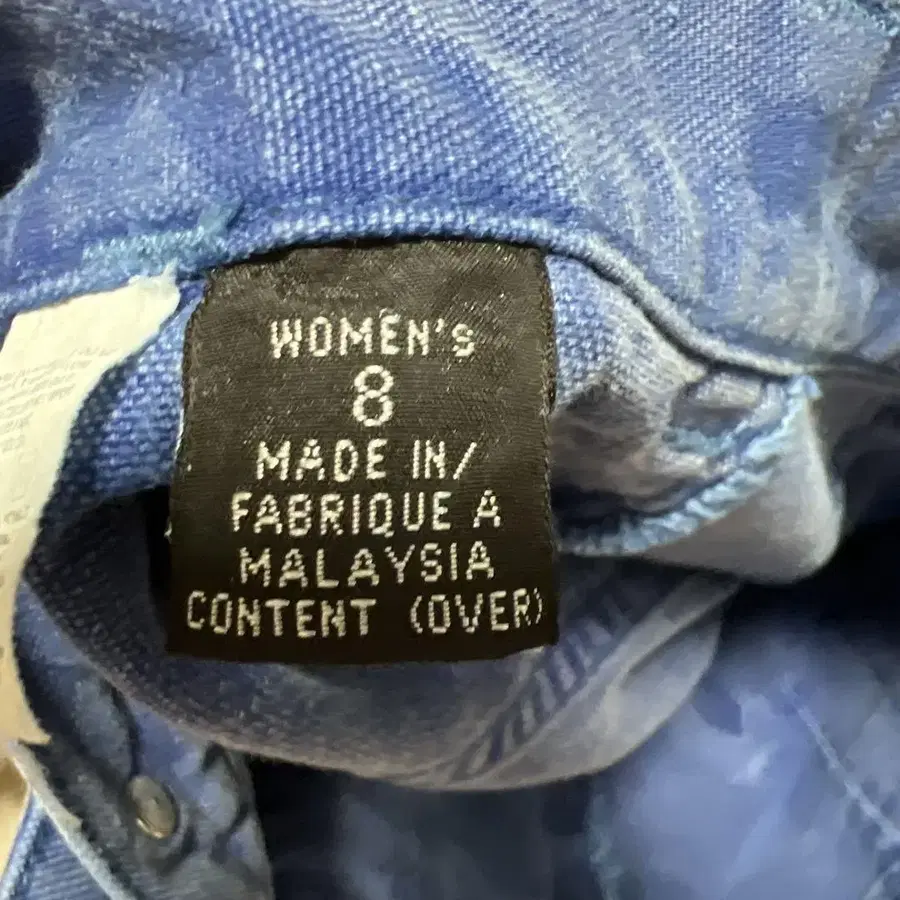 WOMEN's
8
MADE IN/
FABRIQUE A
MALAYSIA
CONTENT (OVER)